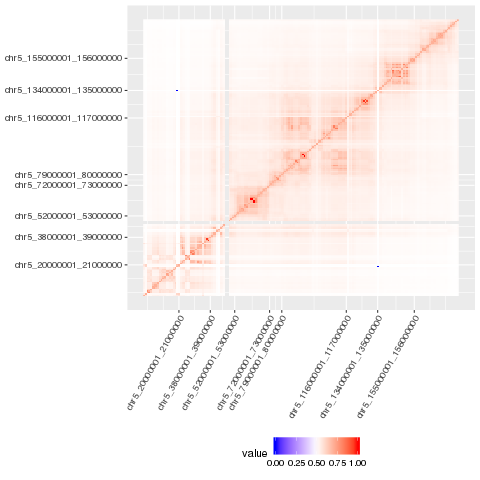 chr5_155000001_156000000
chr5_134000001_135000000
chr5_116000001_117000000
chr5_79000001_80000000
chr5_72000001_73000000
chr5_52000001_53000000
chr5_38000001_39000000
chr5_20000001_21000000
chr5_20000001_21000000
chr5_38000001_39000000
chr5_52000001_53000000
chr5_72000001_73000000
chr5_79000001_80000000
chr5_116000001_117000000
chr5_134000001_135000000
chr5_155000001_156000000
value
0.00 0.25 0.50 0.75 1.00